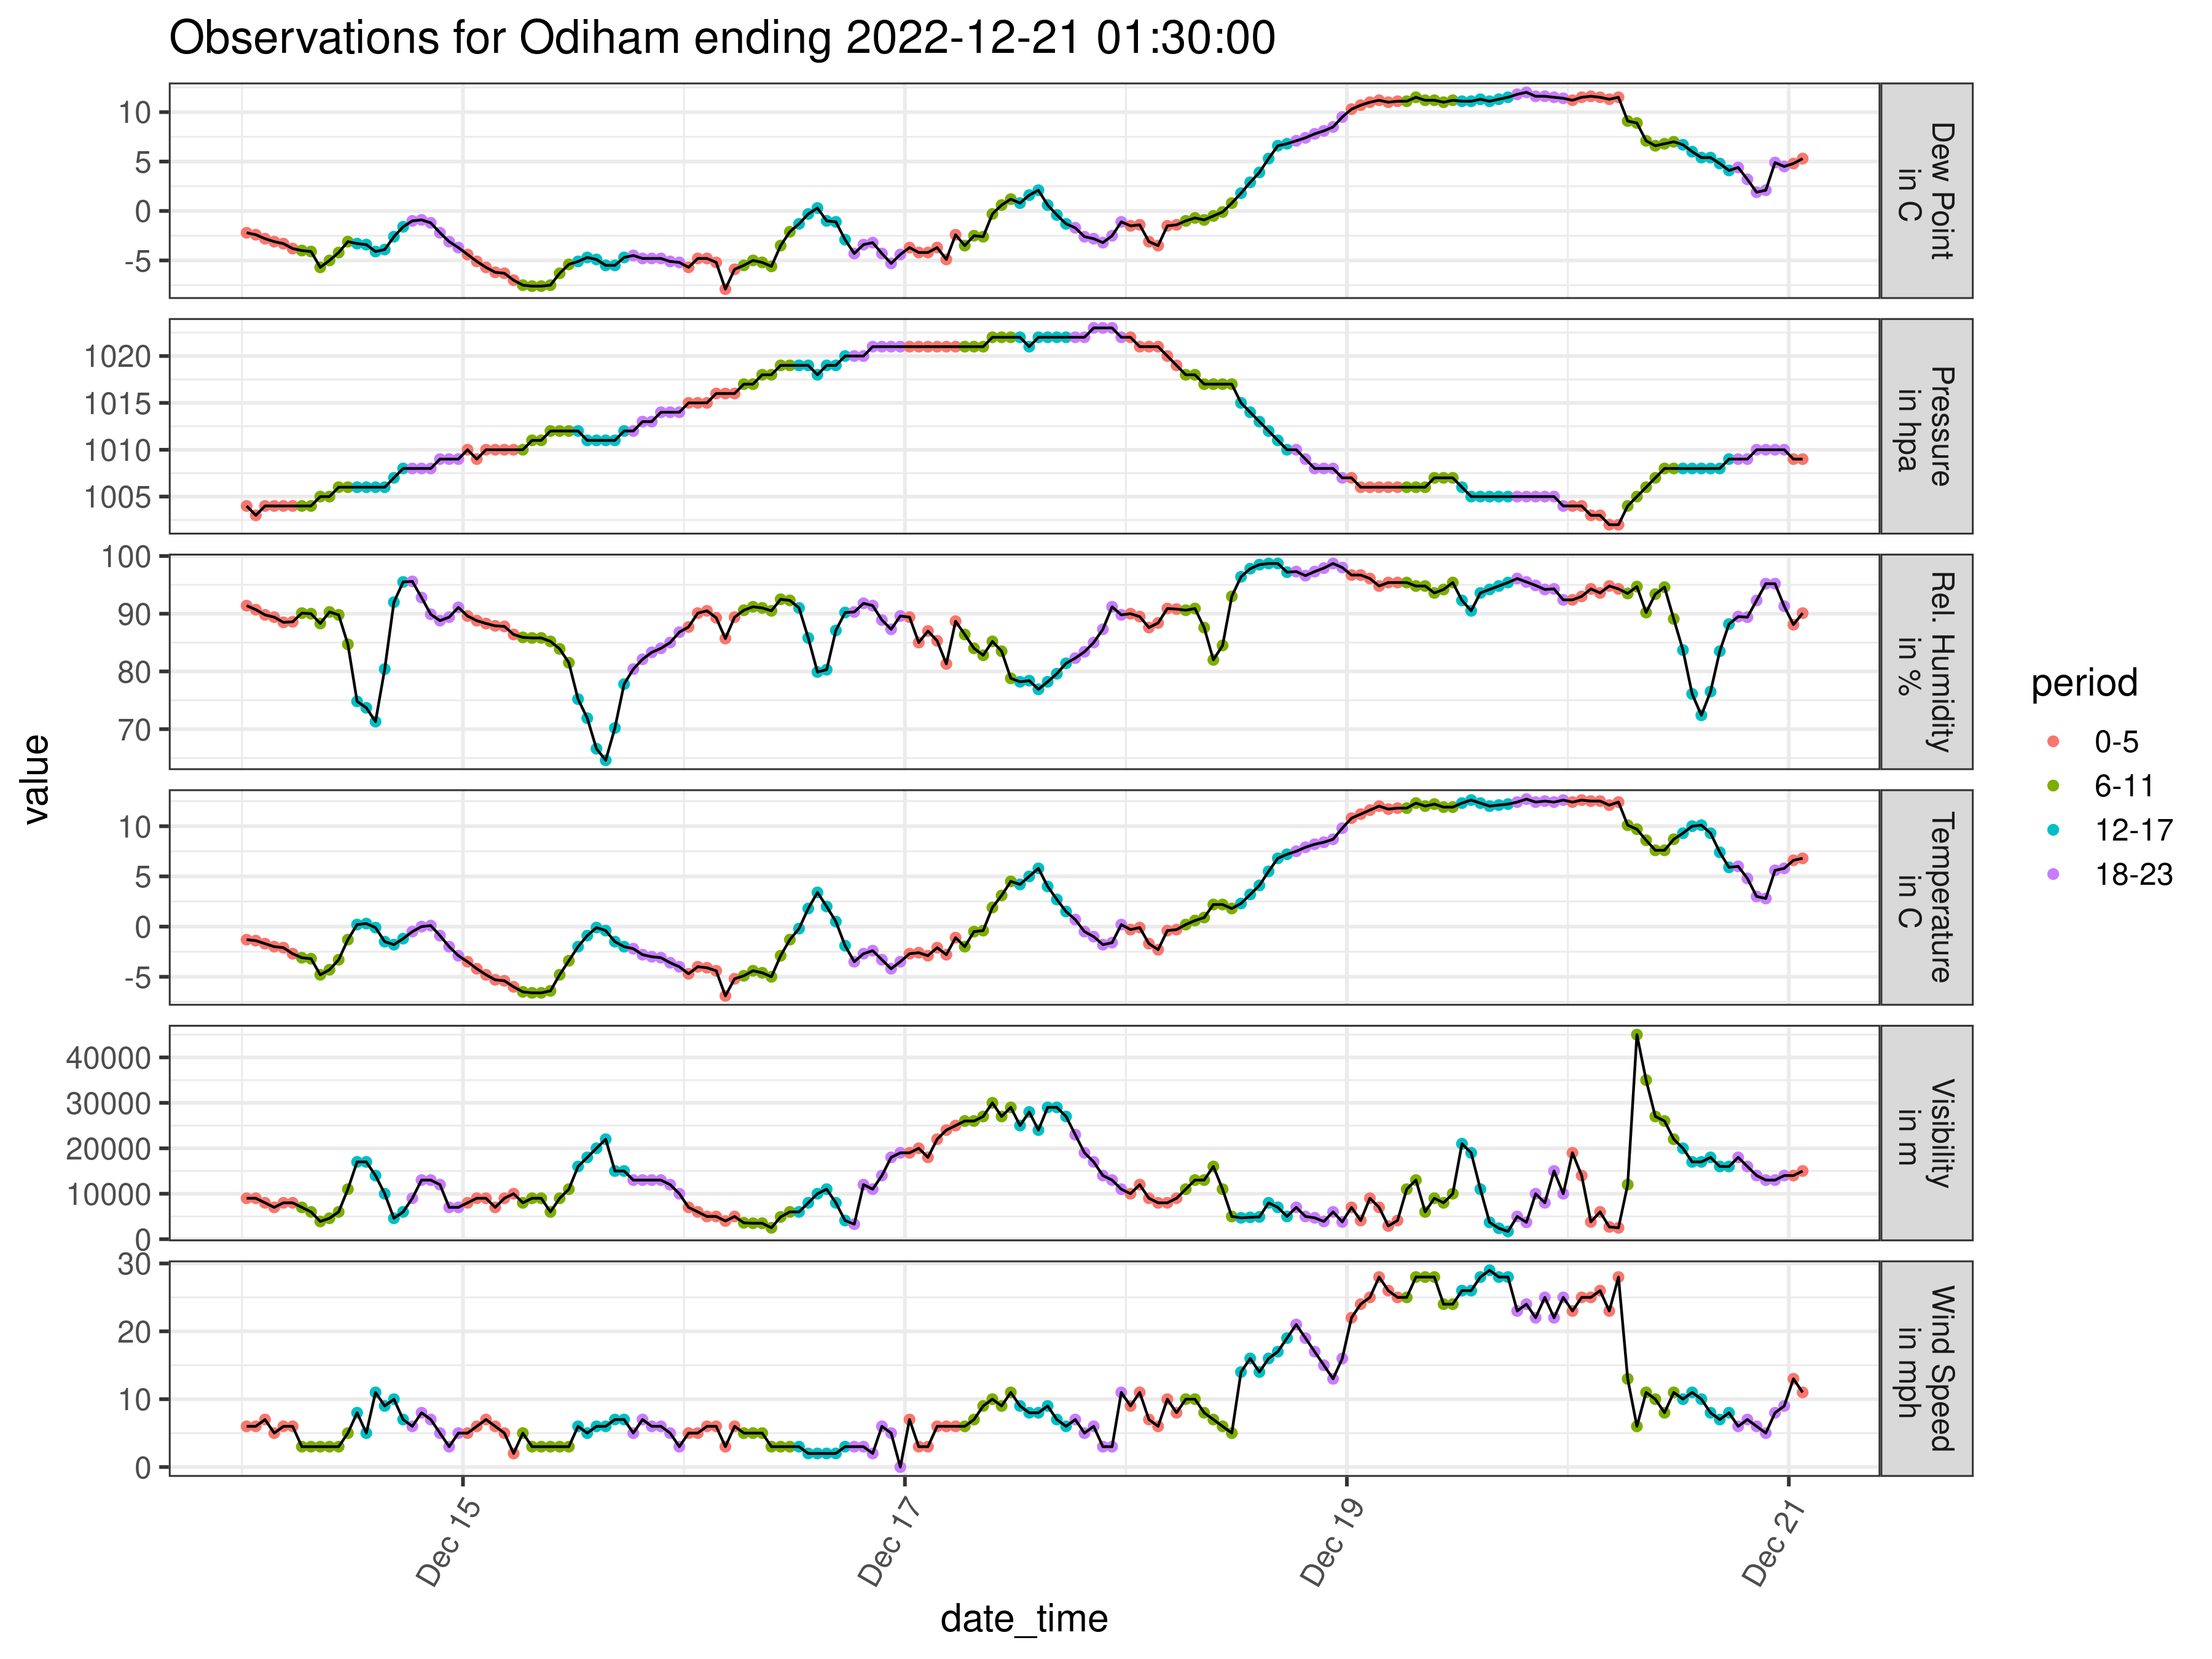 Observations for Odiham ending 2022-12-21 01:30:00
value
10
5
0
-5
Dew Point
in C
1020
1015
1010
1005
Pressure
in hpa
100
90
80
70
Rel. Humidity
in %
10
5
0
-5
Temperature
in C
40000
30000
20000
10000
0
Visibility
in m
30
20
10
0
Wind Speed
in mph
Dec 15
Dec 17
Dec 19
Dec 21
date_time
period
0-5
6-11
12-17
18-23